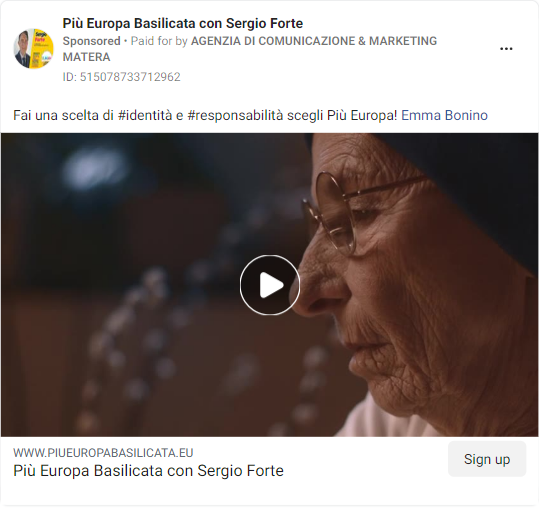 Più Europa Basilicata con Sergio Forte
Sponsored • Paid for by AGENZIA DI COMUNICAZIONE & MARKETING
MATERA
ID: 515078733712962
Fai una scelta di #identità e #responsabilità scegli Più Europa! Emma Bonino
WWW.PIUEUROPABASILICATA.EU
Più Europa Basilicata con Sergio Forte
Sign up